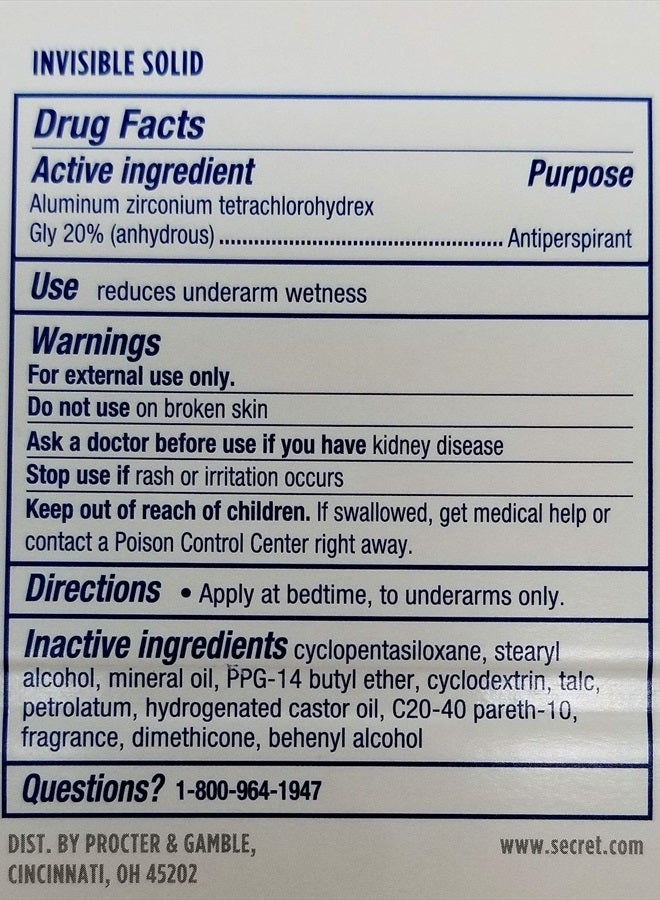 INVISIBLE SOLID
Drug Facts
Active ingredient Purpose
Aluminum zirconium tetrachlorohydrex
Gly 20% (anhydrous)................................................ Antiperspirant
Use reduces underarm wetness
Warnings
For external use only.
Do not use on broken skin
Ask a doctor before use if you have kidney disease
Stop use if rash or irritation occurs
Keep out of reach of children. If swallowed, get medical help or
contact a Poison Control Center right away.
Directions • Apply at bedtime, to underarms only.
Inactive ingredients cyclopentasiloxane, stearyl
alcohol, mineral oil, PPG-14 butyl ether, cyclodextrin, talc,
petrolatum, hydrogenated castor oil, C20-40 pareth-10,
fragrance, dimethicone, behenyl alcohol
Questions? 1-800-964-1947
DIST. BY PROCTER & GAMBLE, www.secret.com
CINCINNATI, OH 45202